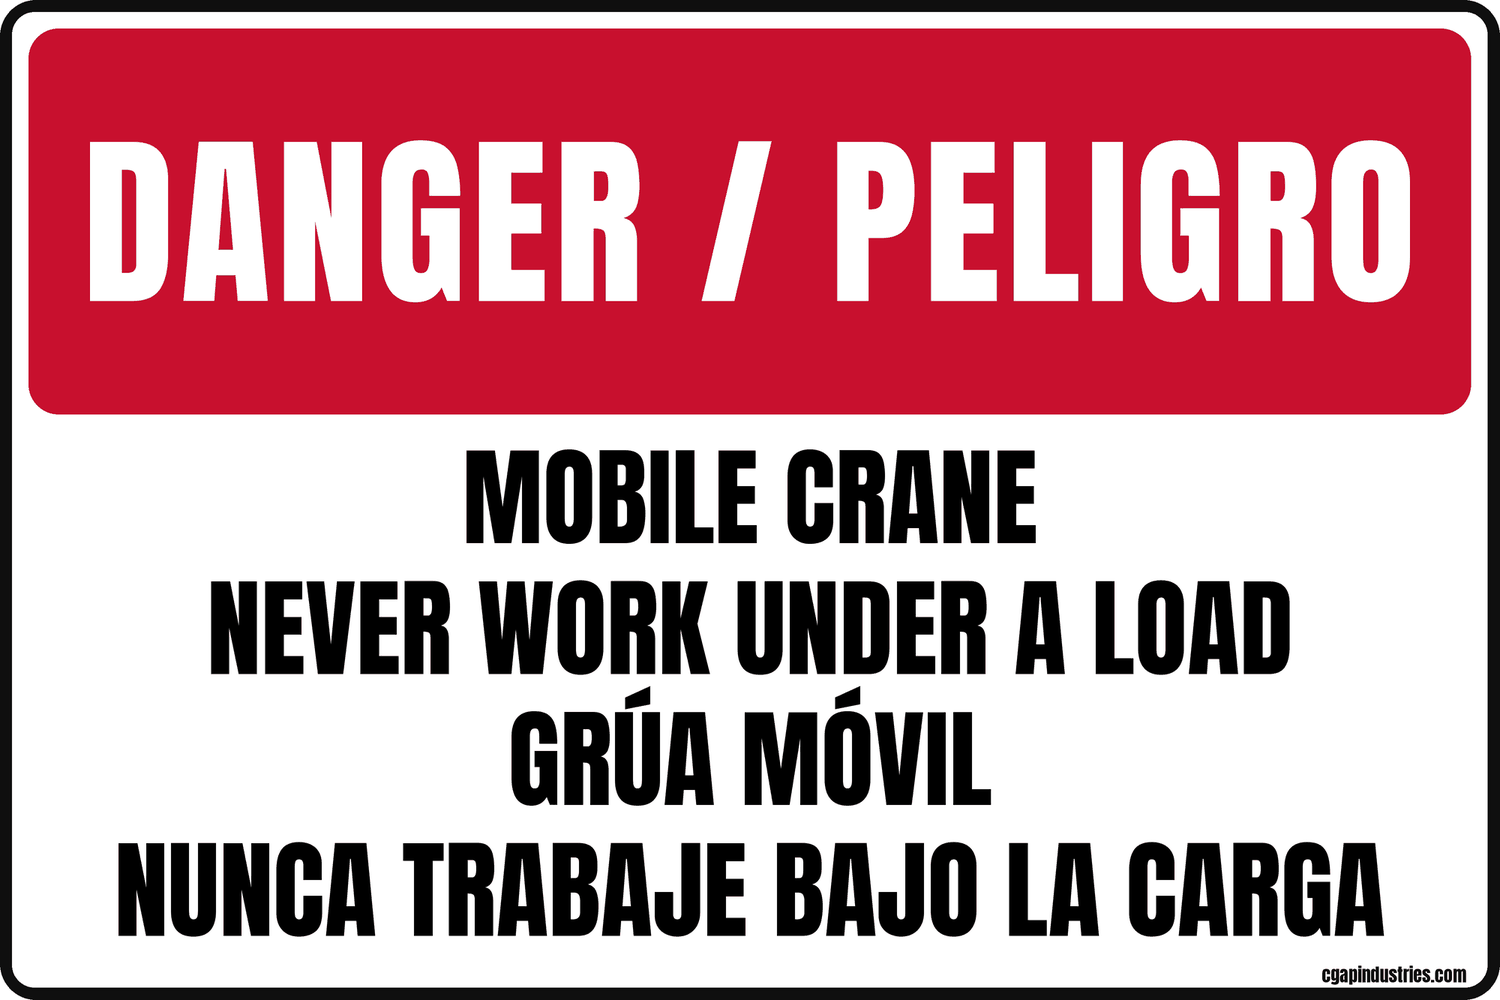 DANGER / PELIGRO
MOBILE CRANE
NEVER WORK UNDER A LOAD
GRÚA MÓVIL
NUNCA TRABAJE BAJO LA CARGA
cgapindustries.com